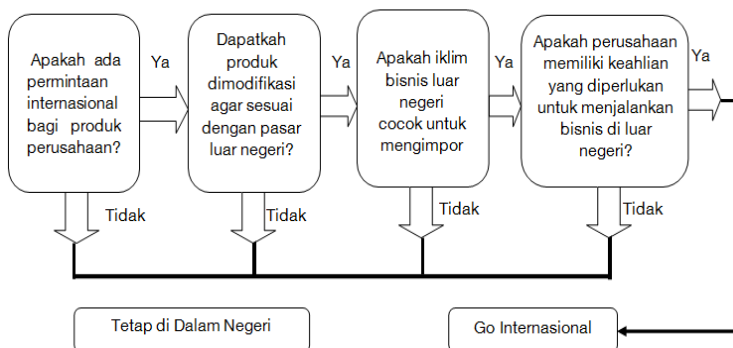 Apakah ada
permintaan
internasional
bagi produk
perusahaan?
Ya
Tidak
Dapatkah
produk
dimodifikasi
agar sesuai
dengan pasar
luar negeri?
Ya
Tidak
Apakah iklim
bisnis luar
negeri
cocok untuk
mengimpor
Ya
Tidak
Apakah perusahaan
memiliki keahlian
yang diperlukan
untuk menjalankan
bisnis di luar
negeri?
Ya
Tidak
Tetap di Dalam Negeri
Go Internasional